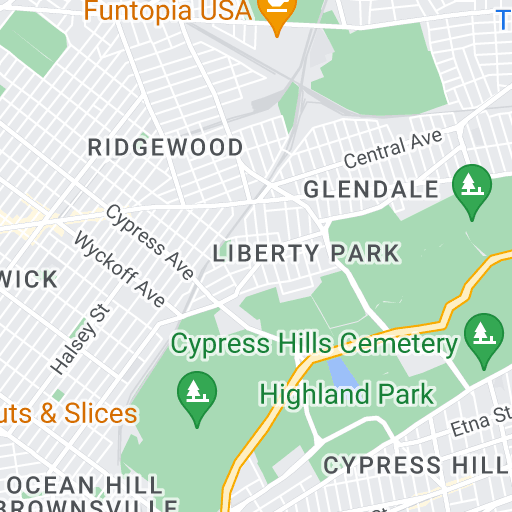 Funtopia USA
T
RIDGEWOOD
Central Ave
GLENDALE
Cypress Ave
Wyckoff Ave
LIBERTY PARK
WICK
Halsey St
Cypress Hills Cemetery
Highland Park
uts & Slices
Etna St
CYPRESS HILL
OCEAN HILL
BROWNSVILLE
St